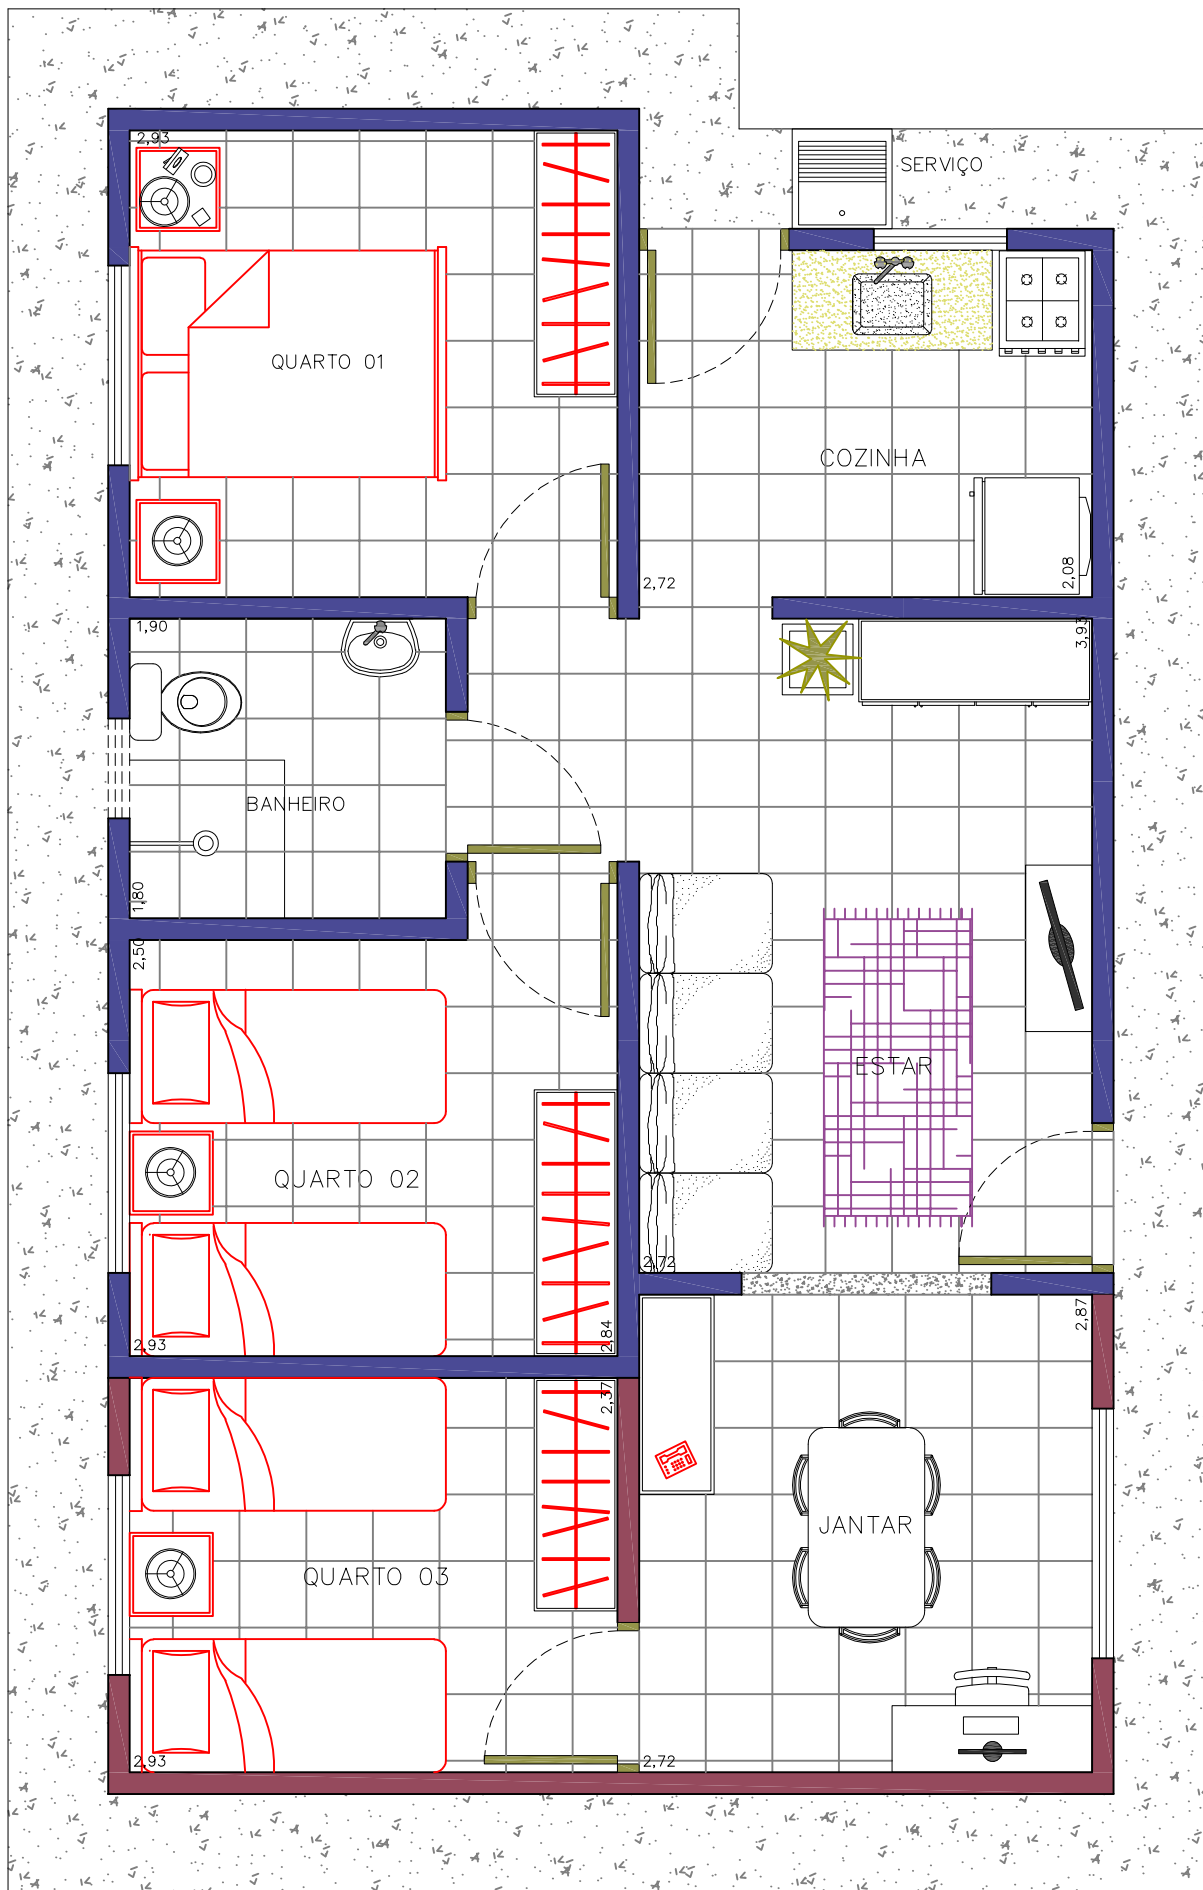 2,93
SERVIÇO
QUARTO 01
COZINHA
2,08
2,72
1,90
3,93
BANHEIRO
1,80
2,50
ESTAR
QUARTO 02
2,72
2,93
2,84
2,87
2,37
JANTAR
QUARTO 03
2,93
2,72